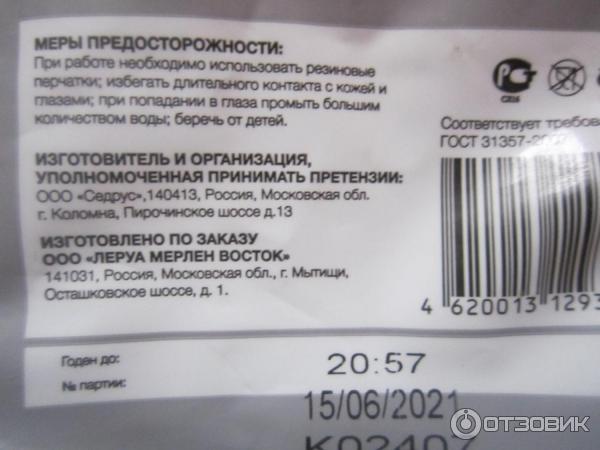 МЕРЫ ПРЕДОСТОРОЖНОСТИ:
При работе необходимо использовать резиновые
перчатки; избегать длительного контакта с кожей и
глазами; при попадании в глаза промыть большим
количеством воды; беречь от детей.
ИЗГОТОВИТЕЛЬ И ОРГАНИЗАЦИЯ,
УПОЛНОМОЧЕННАЯ ПРИНИМАТЬ ПРЕТЕНЗИИ:
ООО «Седрус»,140413, Россия, Московская обл.
г. Коломна, Пирочинское шоссе д.13
ИЗГОТОВЛЕНО ПО ЗАКАЗУ
ООО «ЛЕРУА МЕРЛЕН ВОСТОК»
141031, Россия, Московская обл., г. Мытищи,
Осташковское шоссе, д. 1.
Соответствует требова
ГОСТ 31357-
4 620013 1293
Годен до:
20:57
№ партии:
15/06/2021
K02407
ОТЗОВИК